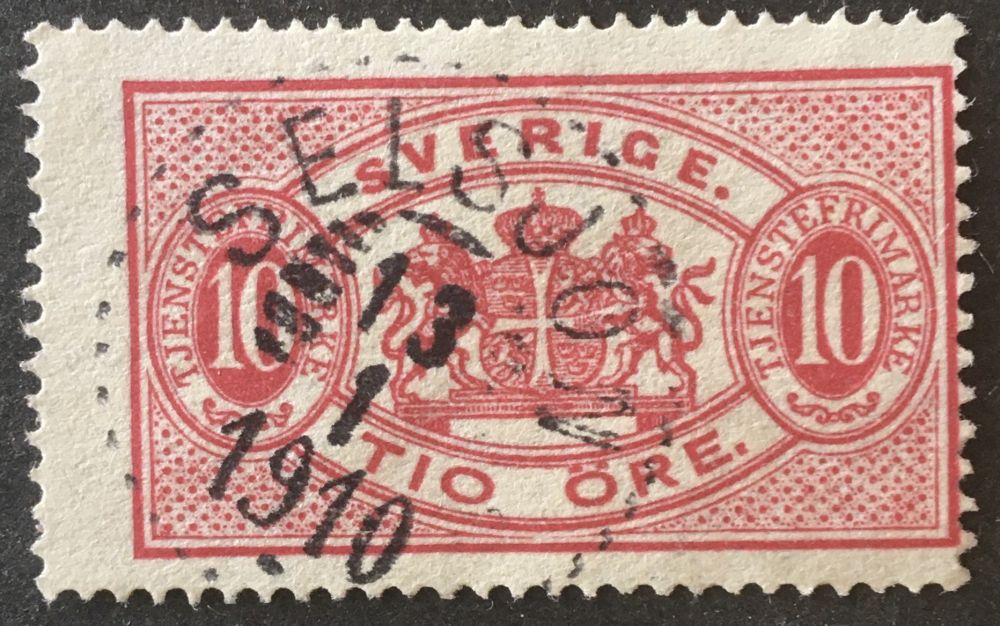 SVERIGE.
TJENSTEFRIMARKE
10
TJENSTEFRIMARKE
10
TIO ÖRE.
13
1
1910